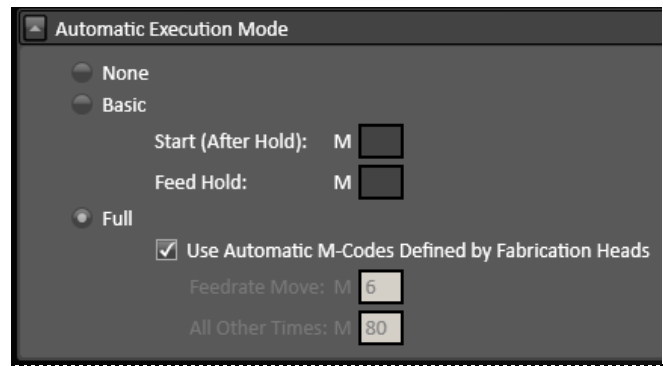 Automatic Execution Mode
None
Basic
Start (After Hold): M
Feed Hold: M
Full
Use Automatic M-Codes Defined by Fabrication Heads
Feedrate Move: M 6
All Other Times: M 80